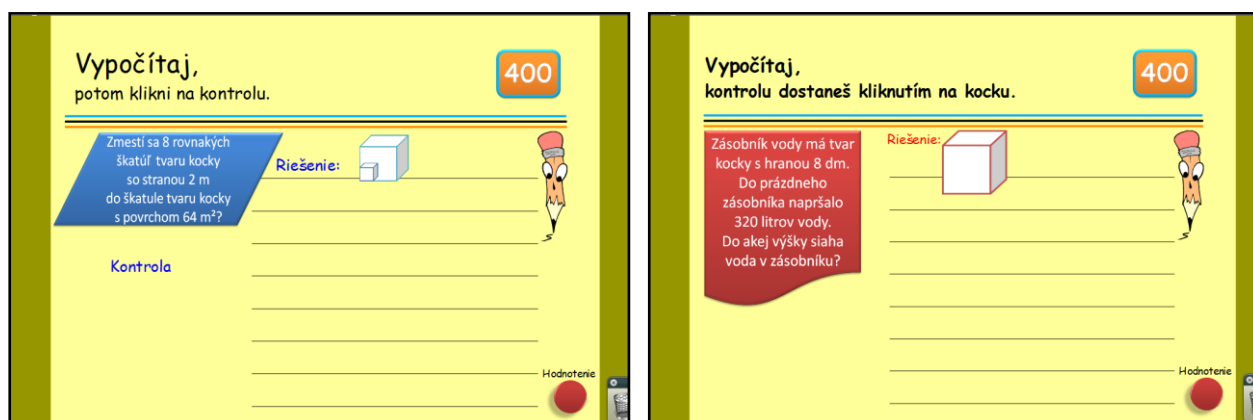 Vypočítaj,
potom klikni na kontrolu.
400
Zmestí sa 8 rovnakých
škatúľ tvaru kocky
so stranou 2 m
do škatule tvaru kocky
s povrchom 64 m²?
Riešenie:
Kontrola
Hodnotenie
Vypočítaj,
kontrolu dostaneš kliknutím na kocku.
400
Zásobník vody má tvar
kocky s hranou 8 dm.
Do prázdneho
zásobníka napršalo
320 litrov vody.
Do akej výšky siaha
voda v zásobníku?
Riešenie:
Hodnotenie